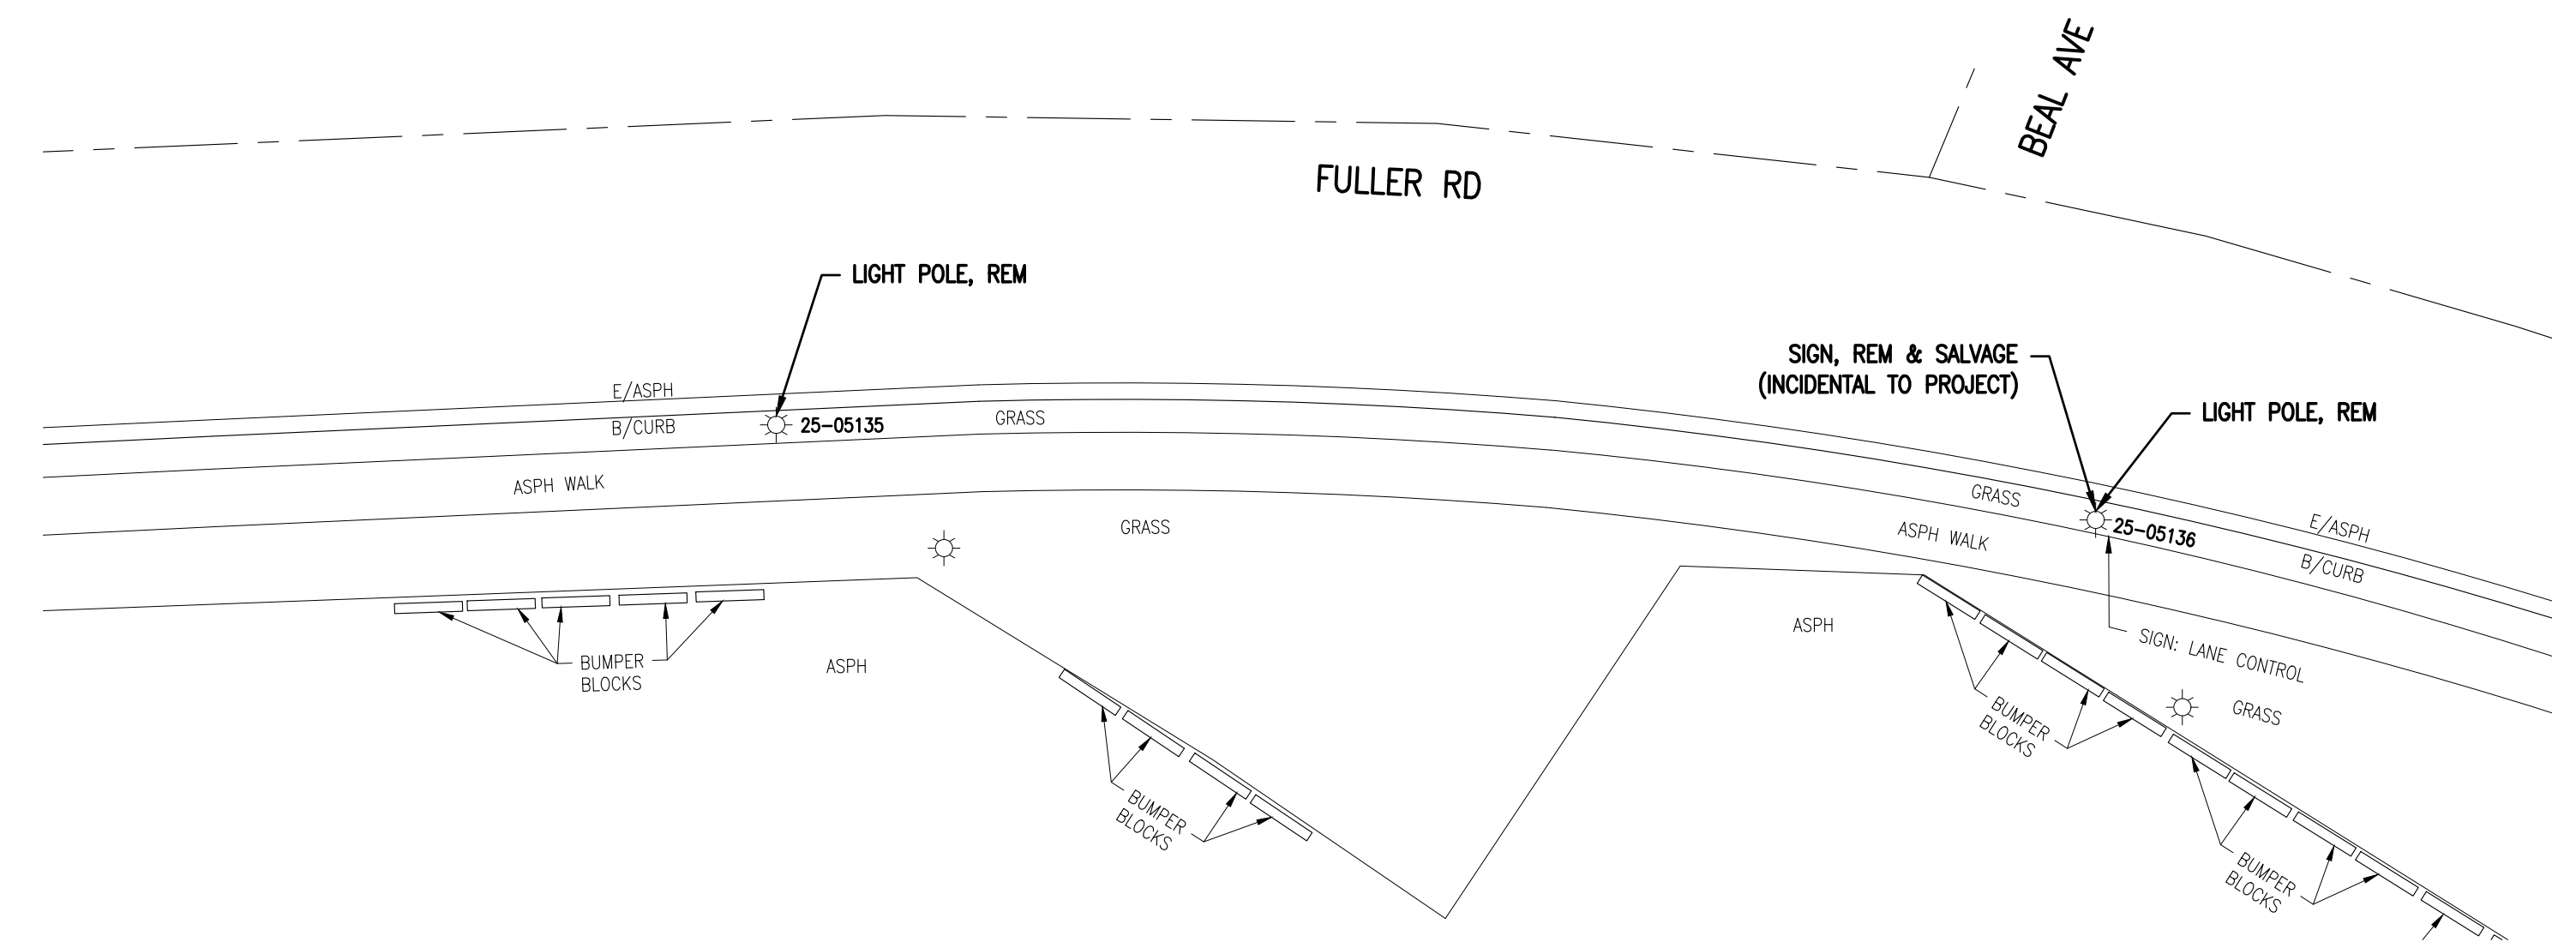 BEAL AVE
FULLER RD
LIGHT POLE, REM
SIGN, REM & SALVAGE
(INCIDENTAL TO PROJECT)
LIGHT POLE, REM
E/ASPH
B/CURB
25-05135
GRASS
ASPH WALK
GRASS
GRASS
25-05136
E/ASPH
B/CURB
ASPH WALK
ASPH
SIGN: LANE CONTROL
GRASS
BUMPER
BLOCKS
ASPH
BUMPER
BLOCKS
BUMPER
BLOCKS
BUMPER
BLOCKS